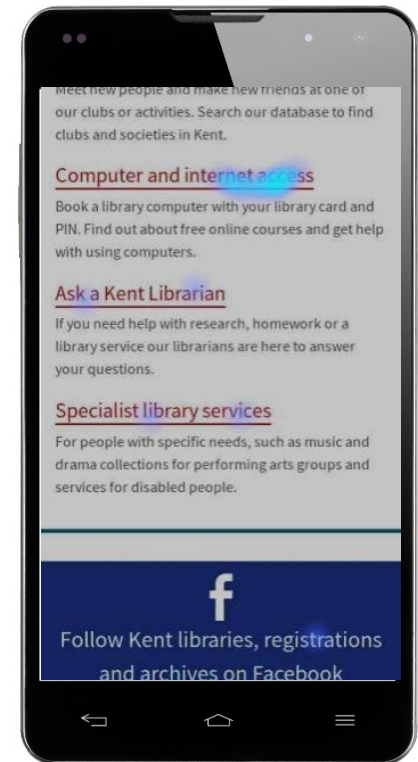 Meet new people and make new friends at one of
our clubs or activities. Search our database to find
clubs and societies in Kent.
Computer and internet access
Book a library computer with your library card and
PIN. Find out about free online courses and get help
with using computers.
Ask a Kent Librarian
If you need help with research, homework or a
library service our librarians are here to answer
your questions.
Specialist library services
For people with specific needs, such as music and
drama collections for performing arts groups and
services for disabled people.
f
Follow Kent libraries, registrations
and archives on Facebook